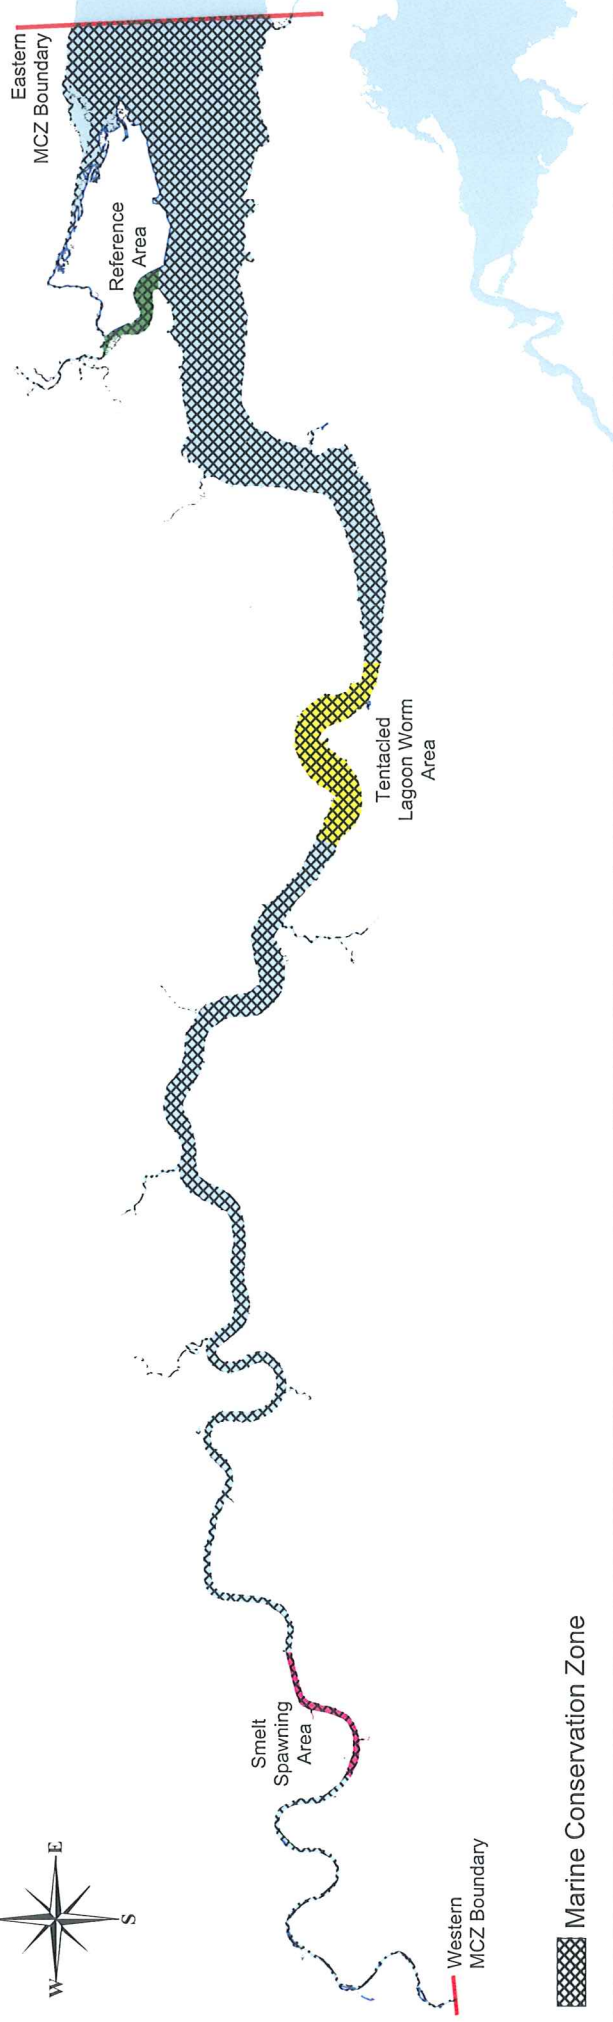 W
E
S
Western
MCZ Boundary
Smelt
Spawning
Area
Tentacled
Lagoon Worm
Area
Reference
Area
Eastern
MCZ Boundary
Marine Conservation Zone